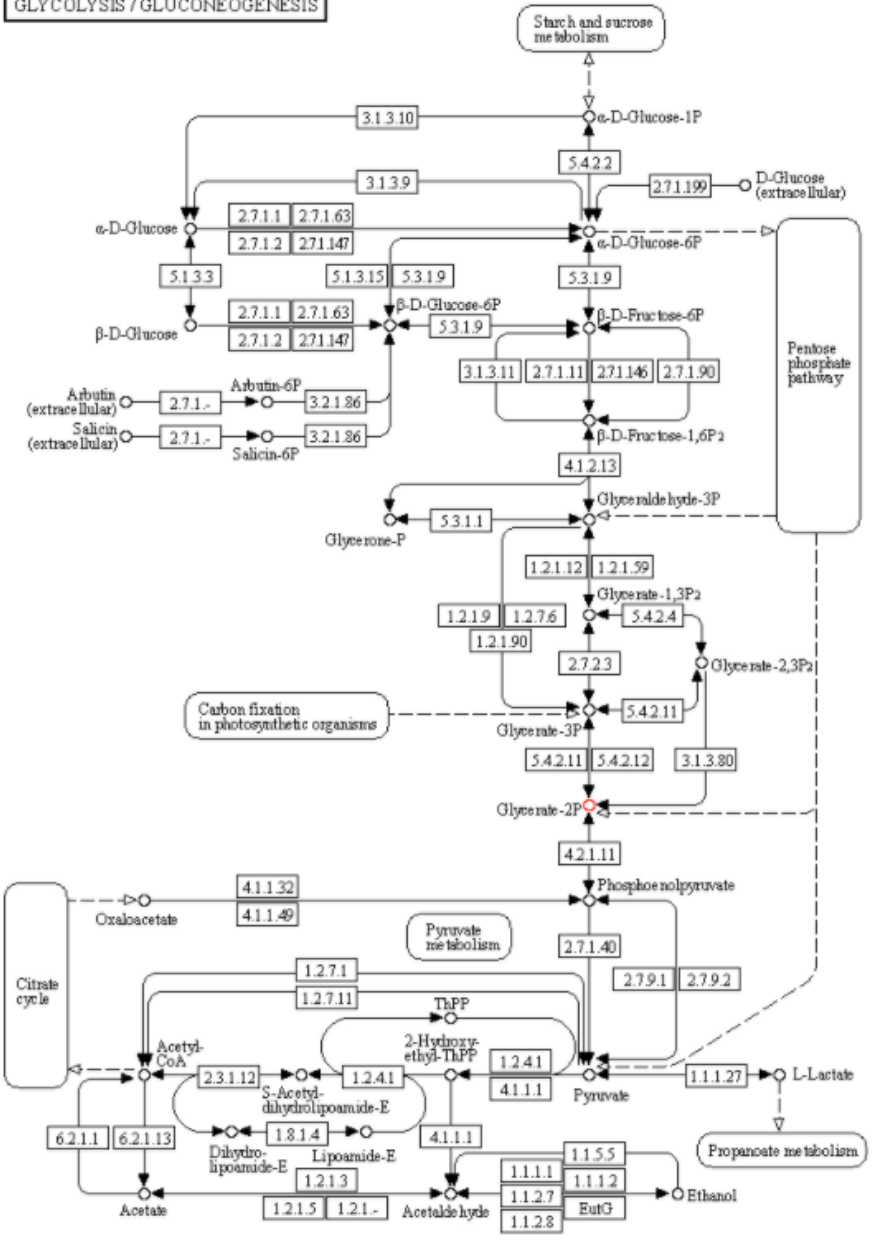 GLYCOLYSIS / GLUCONEOGENESIS
Starch and sucrose
metabolism
3.1.3.10
α-D-Glucose-1P
5.4.2.2
3.1.3.9
2.7.1.199
D-Glucose
(extracellular)
α-D-Glucose
2.7.1.1
2.7.1.63
2.7.1.2
2.7.1.147
α-D-Glucose-6P
5.1.3.3
5.1.3.15
5.3.1.9
5.3.1.9
β-D-Glucose-6P
β-D-Fructose-6P
β-D-Glucose
2.7.1.1
2.7.1.63
2.7.1.2
2.7.1.147
5.3.1.9
Pentose
phosphate
pathway
3.1.3.11
2.7.1.11
2.7.1.146
2.7.1.90
Arbutin
(extracellular)
2.7.1.-
Arbutin-6P
3.2.1.86
Salicin
(extracellular)
2.7.1.-
Salicin-6P
3.2.1.86
β-D-Fructose-1,6P2
4.1.2.13
Glyceraldehyde-3P
Glycerone-P
5.3.1.1
1.2.1.12
1.2.1.59
Glycerate-1,3P2
1.2.1.9
1.2.7.6
1.2.1.90
5.4.2.4
2.7.2.3
Glycerate-2,3P2
Carbon fixation
in photosynthetic organisms
5.4.2.11
Glycerate-3P
5.4.2.11
5.4.2.12
3.1.3.80
Glycerate-2P
4.2.1.11
Phosphoenolpyruvate
4.1.1.32
Oxaloacetate
4.1.1.49
Pyruvate
metabolism
2.7.1.40
2.7.9.1
2.7.9.2
Citrate
cycle
1.2.7.1
1.2.7.11
ThPP
Acetyl-
CoA
2-Hydroxy-
ethyl-ThPP
2.3.1.12
S-Acetyl-
dihydrolipoamide-E
1.2.4.1
1.2.4.1
4.1.1.1
Pyruvate
1.1.1.27
L-Lactate
6.2.1.1
6.2.1.13
1.8.1.4
Dihydro-
lipoamide-E
Lipoamide-E
4.1.1.1
Propanoate metabolism
1.1.5.5
1.2.1.3
1.1.1.1
1.1.1.2
Acetate
1.2.1.5
1.2.1.-
Acetaldehyde
1.1.2.7
EutG
1.1.2.8
Ethanol